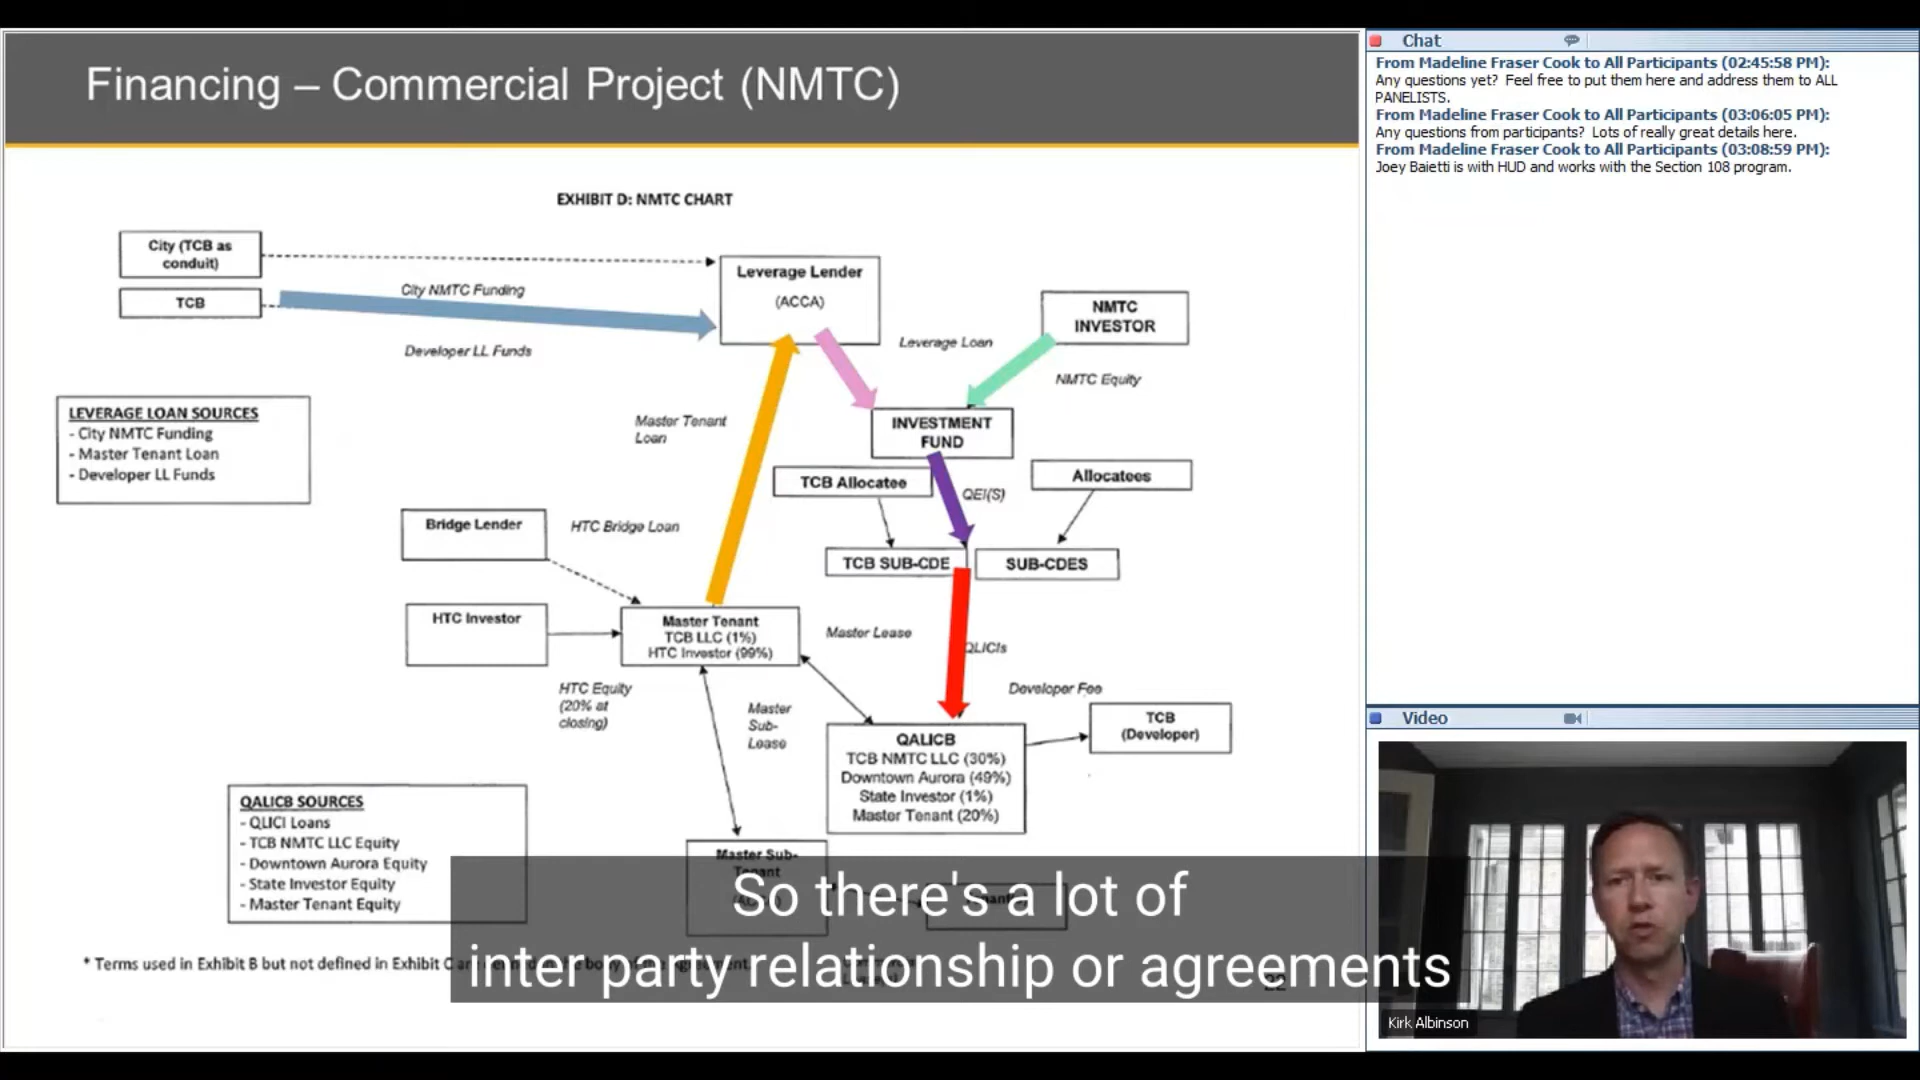 Financing – Commercial Project (NMTC)
EXHIBIT D: NMTC CHART
City (TCB as
conduit)
TCB
City NMTC Funding
Developer LL Funds
Leverage Lender
(ACCA)
NMTC
INVESTOR
Leverage Loan
NMTC Equity
LEVERAGE LOAN SOURCES
- City NMTC Funding
- Master Tenant Loan
- Developer LL Funds
Master Tenant
Loan
INVESTMENT
FUND
TCB Allocatee
QEI(S)
Allocatees
Bridge Lender
HTC Bridge Loan
TCB SUB-CDE
SUB-CDES
HTC Investor
Master Tenant
TCB LLC (1%)
HTC Investor (99%)
Master Lease
QLICIs
HTC Equity
(20% at
closing)
Master
Sub-
Lease
Developer Fee
TCB
(Developer)
QALICB
TCB NMTC LLC (30%)
Downtown Aurora (49%)
State Investor (1%)
Master Tenant (20%)
QALICB SOURCES
- QLICI Loans
- TCB NMTC LLC Equity
- Downtown Aurora Equity
- State Investor Equity
- Master Tenant Equity
Master Sub-
Tenant
* Terms used in Exhibit B but not defined in Exhibit C
22
So there's a lot of
inter party relationship or agreements
Chat
From Madeline Fraser Cook to All Participants (02:45:58 PM):
Any questions yet? Feel free to put them here and address them to ALL
PANELISTS.
From Madeline Fraser Cook to All Participants (03:06:05 PM):
Any questions from participants? Lots of really great details here.
From Madeline Fraser Cook to All Participants (03:08:59 PM):
Joey Baietti is with HUD and works with the Section 108 program.
Video
Kirk Albinson